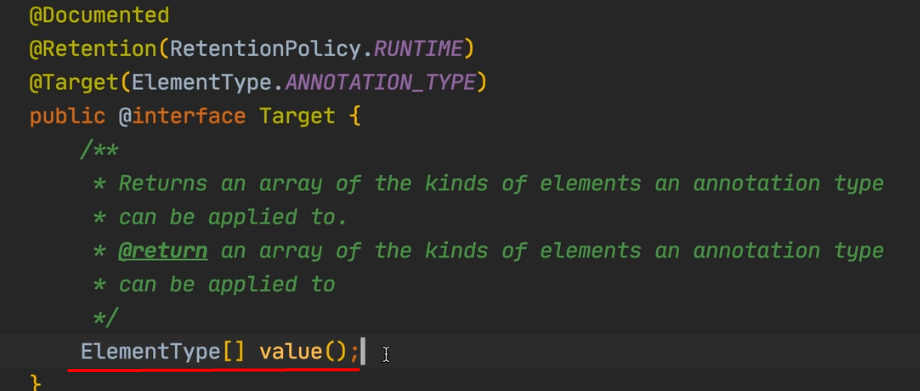 @Documented
@Retention(RetentionPolicy.RUNTIME)
@Target(ElementType.ANNOTATION_TYPE)
public @interface Target {
/**
* Returns an array of the kinds of elements an annotation type
* can be applied to.
* @return an array of the kinds of elements an annotation type
* can be applied to
*/
ElementType[] value();
}